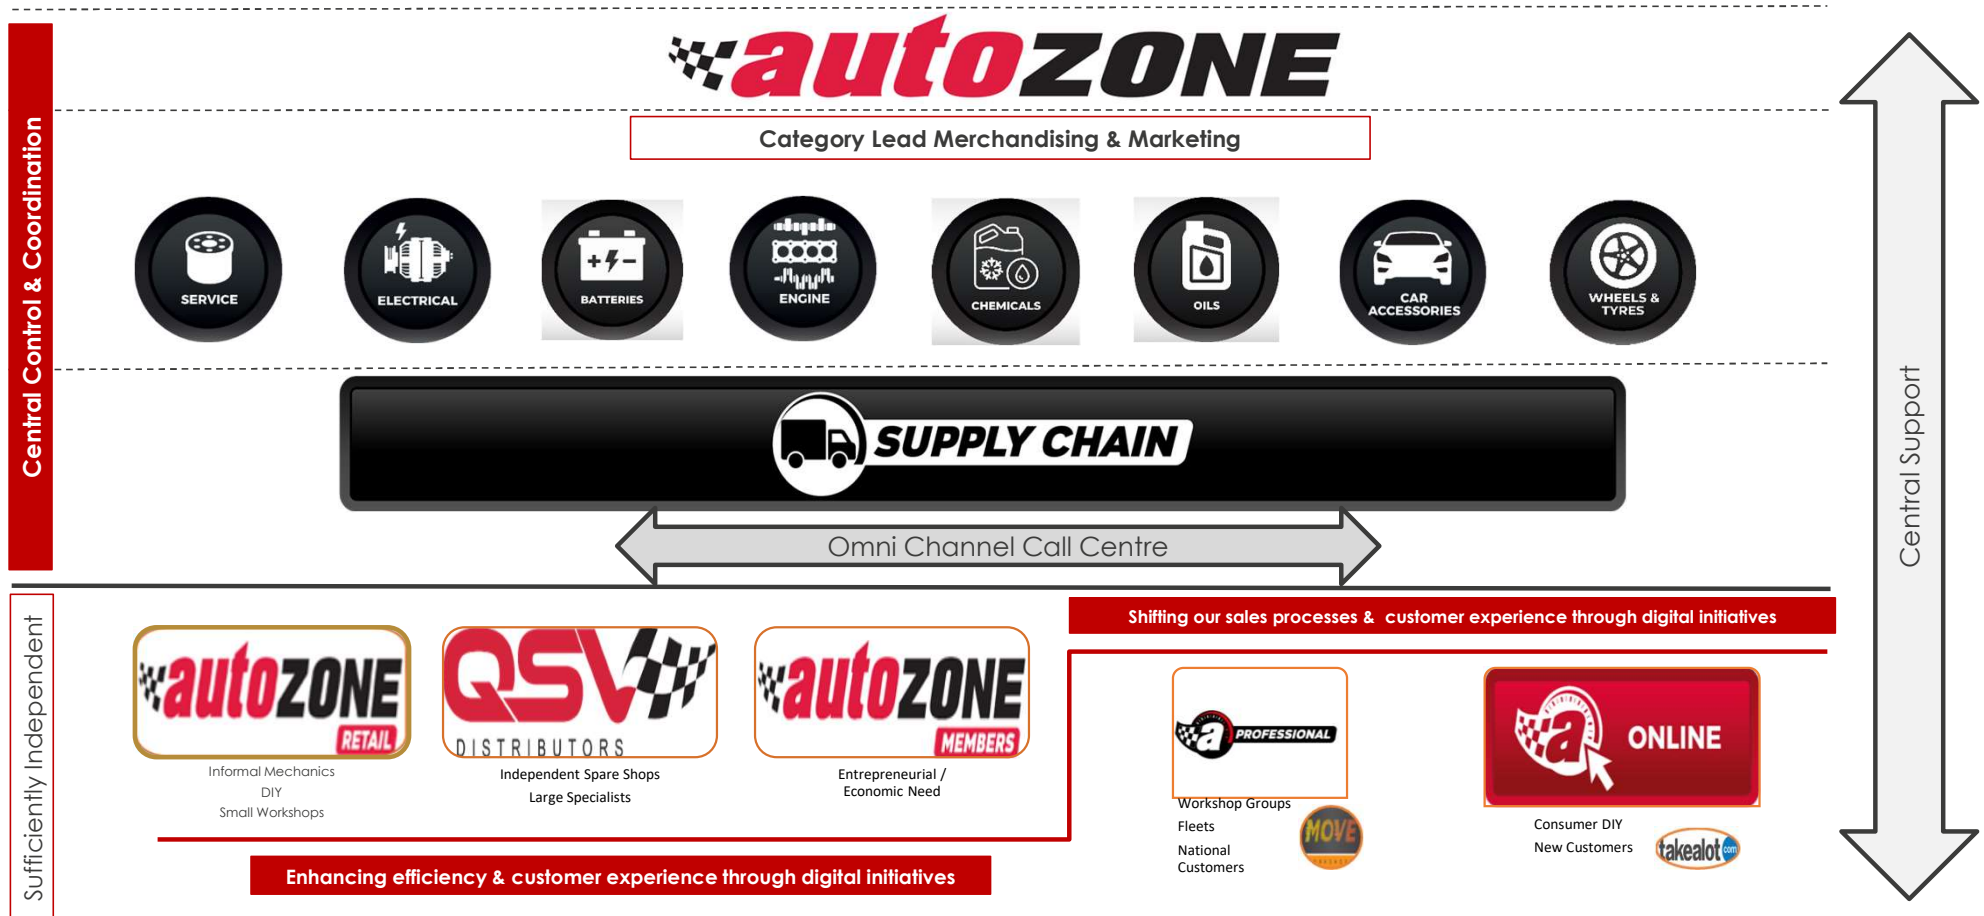 autozone
Central Control & Coordination
Category Lead Merchandising & Marketing
SERVICE
ELECTRICAL
BATTERIES
ENGINE
CHEMICALS
OILS
CAR
ACCESSORIES
WHEELS &
TYRES
SUPPLY CHAIN
Omni Channel Call Centre
Central Support
Sufficiently Independent
autozone
RETAIL
Informal Mechanics
DIY
Small Workshops
QSV
DISTRIBUTORS
Independent Spare Shops
Large Specialists
autozone
MEMBERS
Entrepreneurial /
Economic Need
Enhancing efficiency & customer experience through digital initiatives
Shifting our sales processes & customer experience through digital initiatives
a PROFESSIONAL
Workshop Groups
Fleets
National
Customers
MOVE
a ONLINE
Consumer DIY
New Customers
takealot com